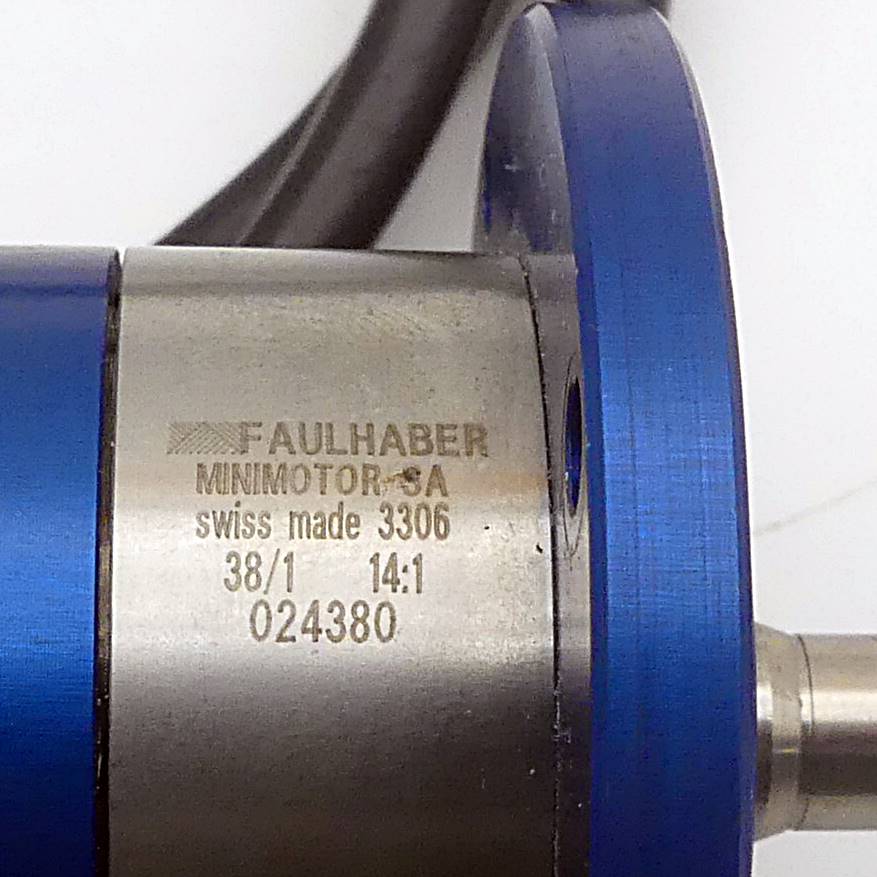 FAULHABER
MINIMOTOR SA
swiss made 3306
38/1 14:1
024380